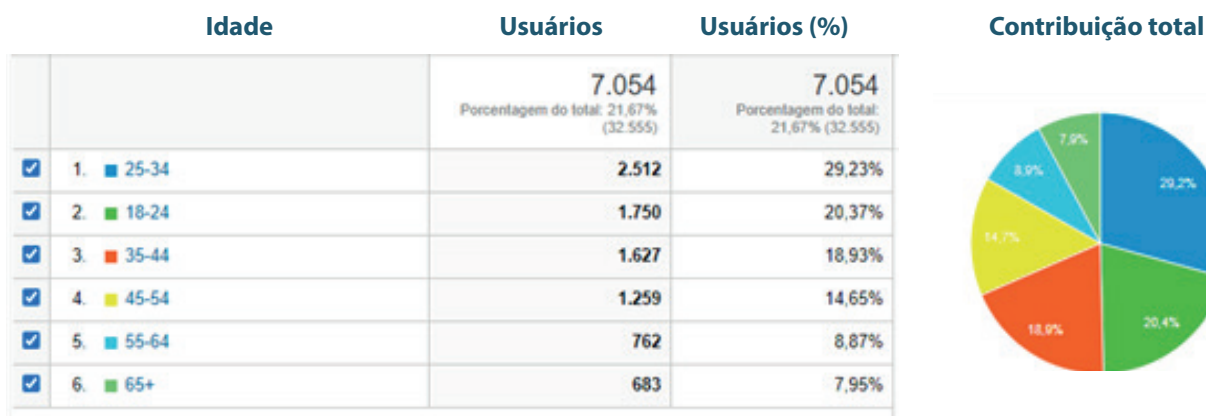 Idade Usuários Usuários (%) Contribuição total
7.054 7.054
Porcentagem do total: 21,67% Porcentagem do total:
(32.555) 21,67% (32.555)
1. 25-34 2.512 29,23%
2. 18-24 1.750 20,37%
3. 35-44 1.627 18,93%
4. 45-54 1.259 14,65%
5. 55-64 762 8,87%
6. 65+ 683 7,95%
7,9%
8,9%
29,2%
14,7%
18,9%
20,4%